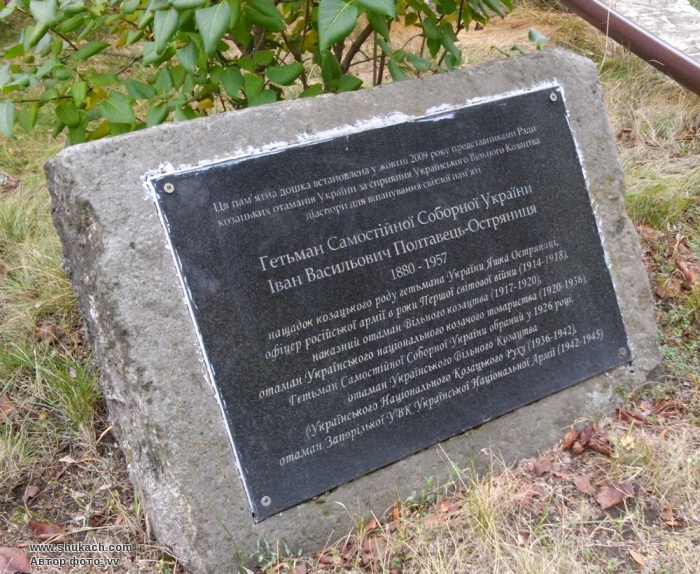 Ця пам'ятна дошка встановлена у жовтні 2009 року представниками Ради
козацьких отаманів України за сприяння Українського Вільного Козацтва
діаспори для вшанування світлої пам'яті
Гетьман Самостійної Соборної України
Іван Васильович Полтавець-Остряниця
1880 - 1957
нащадок козацького роду гетьмана України Яцка Остряниці,
офіцер російської армії в роки Першої світової війни (1914-1918),
наказний отаман Вільного козацтва (1917-1920),
отаман Українського національного козачого товариства (1920-1936),
Гетьман Самостійної Соборної України обраний у 1926 році,
отаман Українського Вільного Козацтва
(Українського Національного Козацького Руху (1936-1942),
отаман Запорізької УВК Української Національної Армії (1942-1945)
www.shukach.com
Автор фото: vv